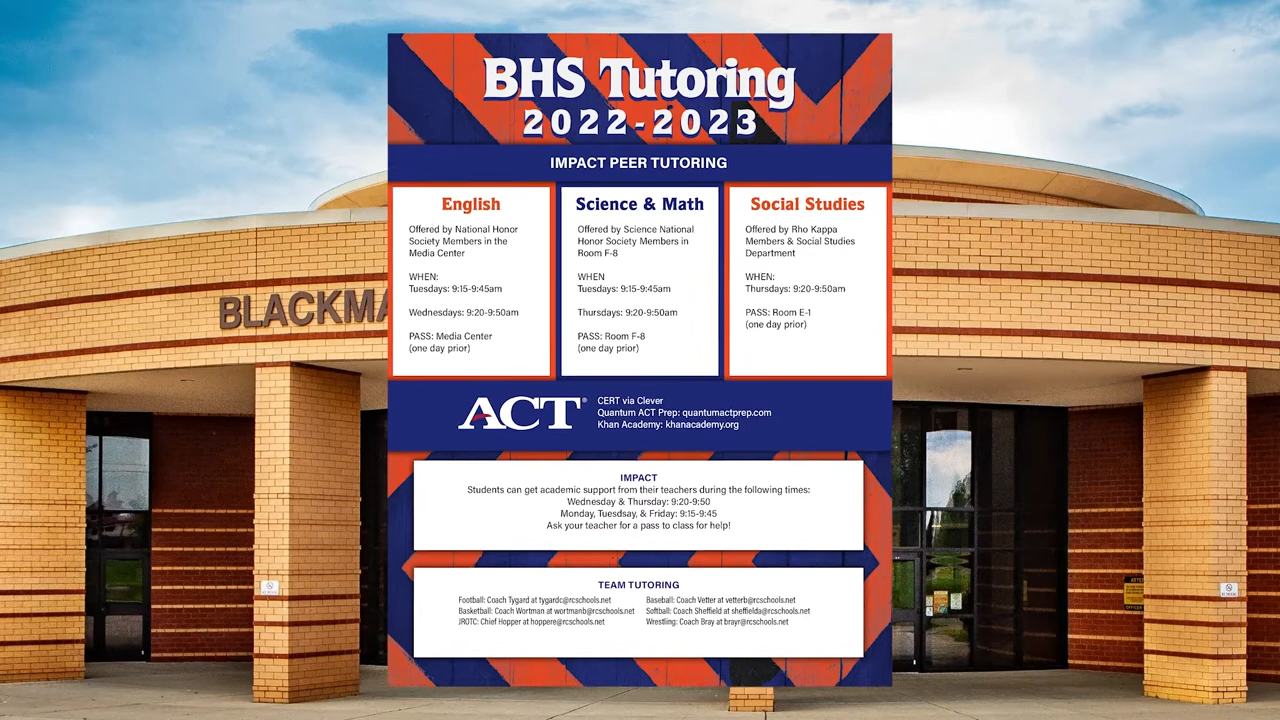 BHS Tutoring
2022-2023
IMPACT PEER TUTORING
English
Offered by National Honor
Society Members in the
Media Center
WHEN:
Tuesdays: 9:15-9:45am
Wednesdays: 9:20-9:50am
PASS: Media Center
(one day prior)
Science & Math
Offered by Science National
Honor Society Members in
Room F-8
WHEN
Tuesdays: 9:15-9:45am
Thursdays: 9:20-9:50am
PASS: Room F-8
(one day prior)
Social Studies
Offered by Rho Kappa
Members & Social Studies
Department
WHEN:
Thursdays: 9:20-9:50am
PASS: Room E-1
(one day prior)
BLACKMA
ACT®
CERT via Clever
Quantum ACT Prep: quantumactprep.com
Khan Academy: khanacademy.org
IMPACT
Students can get academic support from their teachers during the following times:
Wednesday & Thursday: 9:20-9:50
Monday, Tuesdsay, & Friday: 9:15-9:45
Ask your teacher for a pass to class for help!
TEAM TUTORING
Football: Coach Tygard at tygardc@rcschools.net
Basketball: Coach Wortman at wortmanb@rcschools.net
JROTC: Chief Hopper at hoppere@rcschools.net
Baseball: Coach Vetter at vetterb@rcschools.net
Softball: Coach Sheffield at sheffielda@rcschools.net
Wrestling: Coach Bray at brayr@rcschools.net